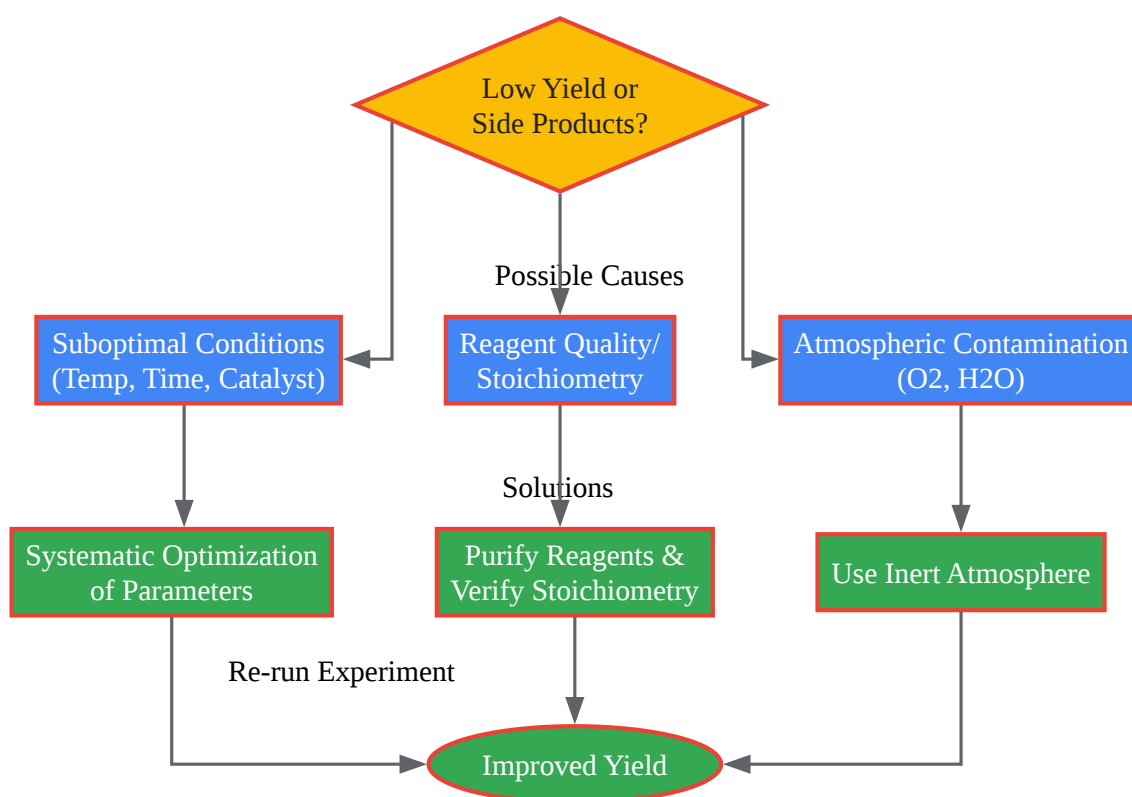 Low Yield or
Side Products?
Possible Causes
Suboptimal Conditions
(Temp, Time, Catalyst)
Reagent Quality/
Stoichiometry
Atmospheric Contamination
(O2, H2O)
Solutions
Systematic Optimization
of Parameters
Purify Reagents &
Verify Stoichiometry
Use Inert Atmosphere
Re-run Experiment
Improved Yield